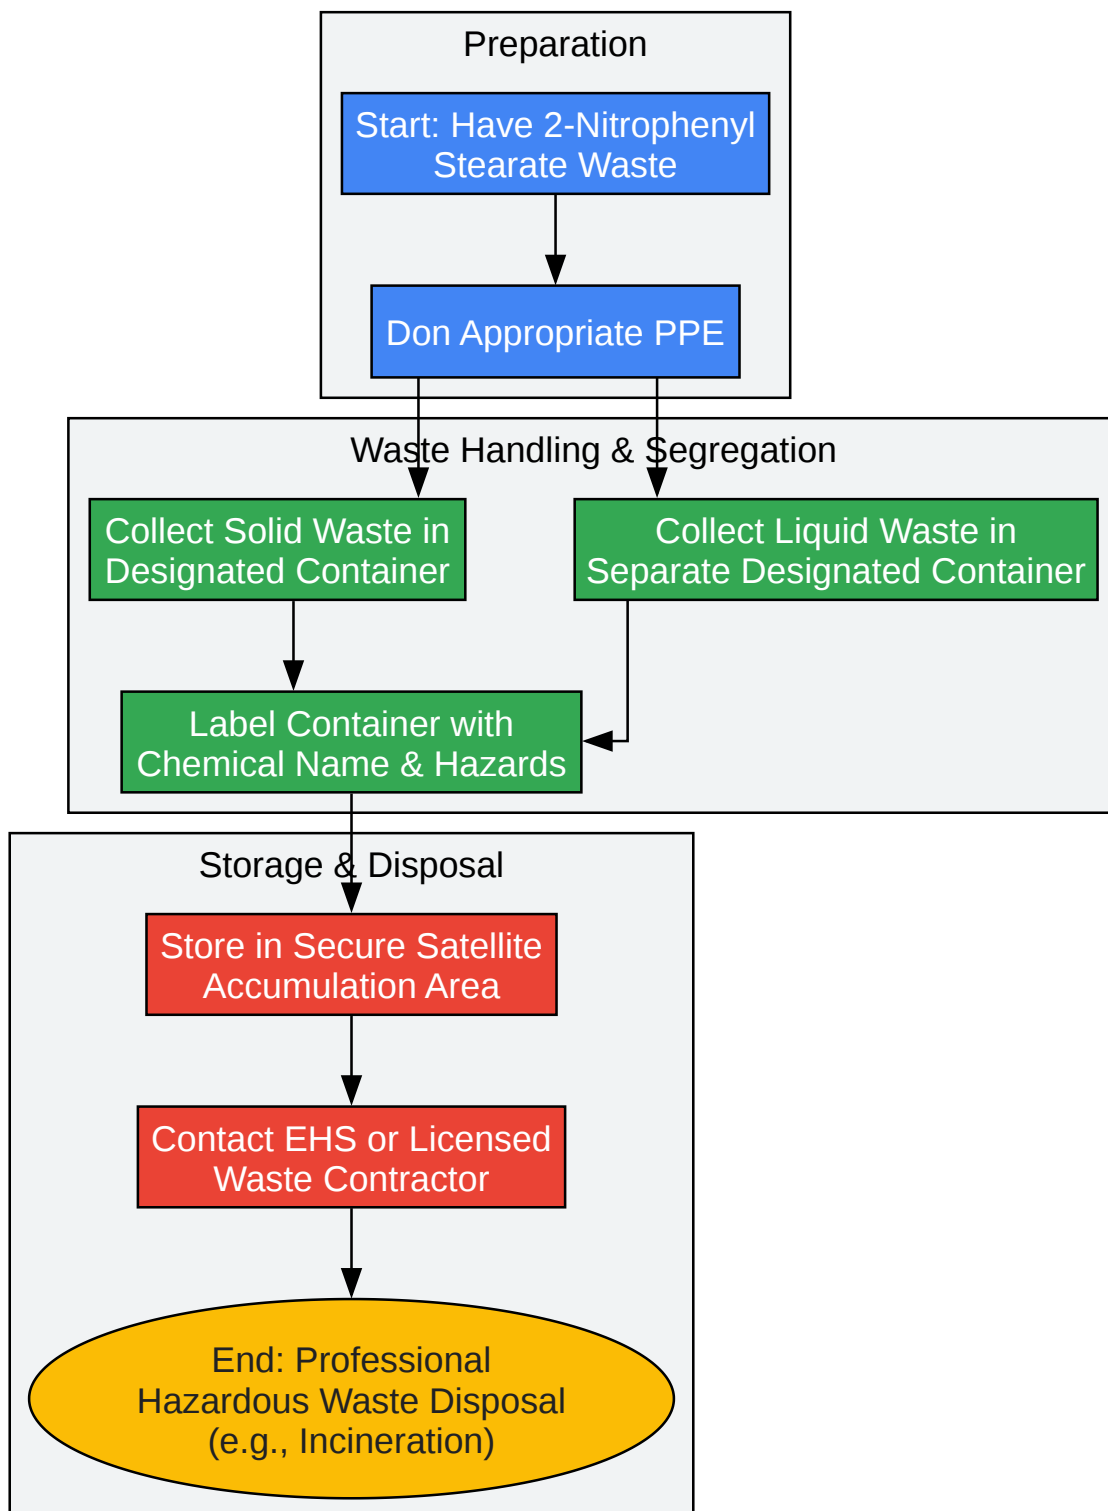 Preparation
Start: Have 2-Nitrophenyl
Stearate Waste
Don Appropriate PPE
Waste Handling & Segregation
Collect Solid Waste in
Designated Container
Collect Liquid Waste in
Separate Designated Container
Label Container with
Chemical Name & Hazards
Storage & Disposal
Store in Secure Satellite
Accumulation Area
Contact EHS or Licensed
Waste Contractor
End: Professional
Hazardous Waste Disposal
(e.g., Incineration)